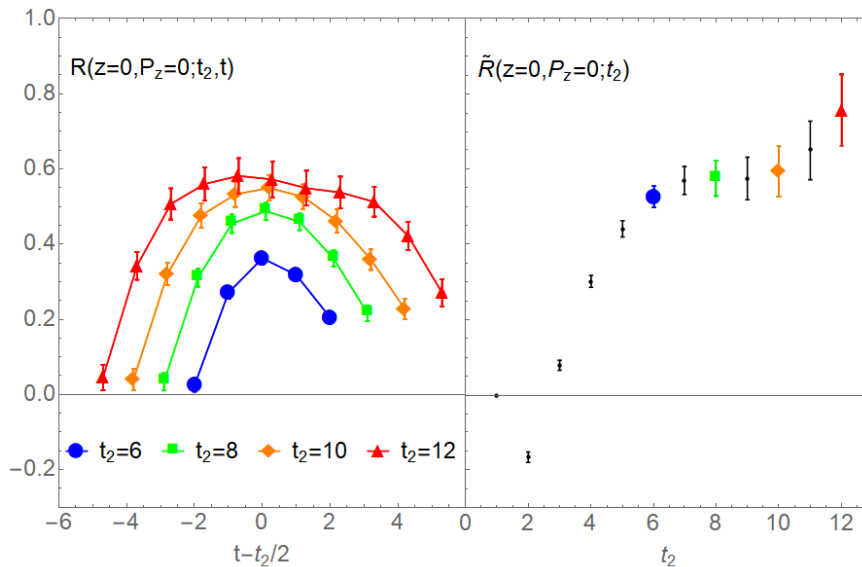 1.0
0.8
0.6
0.4
0.2
0.0
−0.2
R(z=0,P_z=0;t_2,t)
R̃(z=0,P_z=0;t_2)
t_2=6 t_2=8 t_2=10 t_2=12
−6 −4 −2 0 2 4 6
0 2 4 6 8 10 12
t−t_2/2
t_2